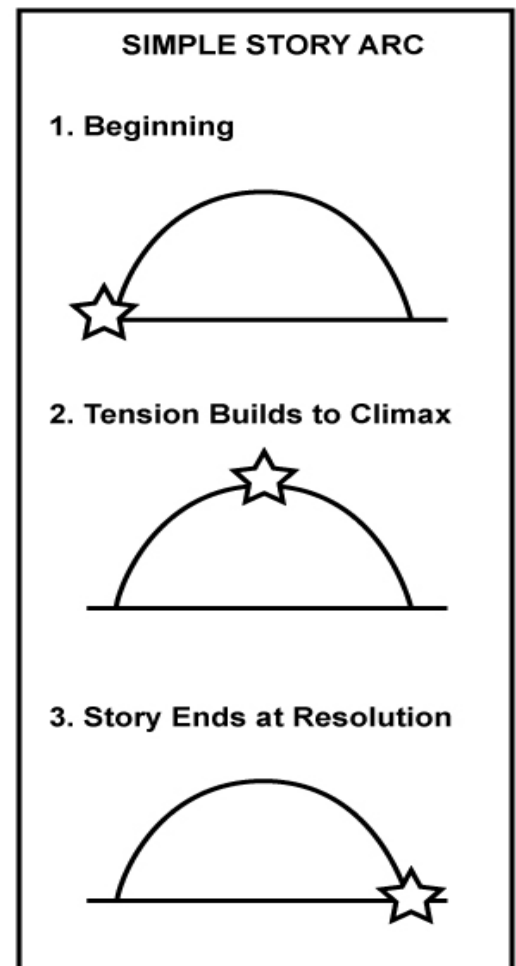 SIMPLE STORY ARC
1. Beginning
2. Tension Builds to Climax
3. Story Ends at Resolution